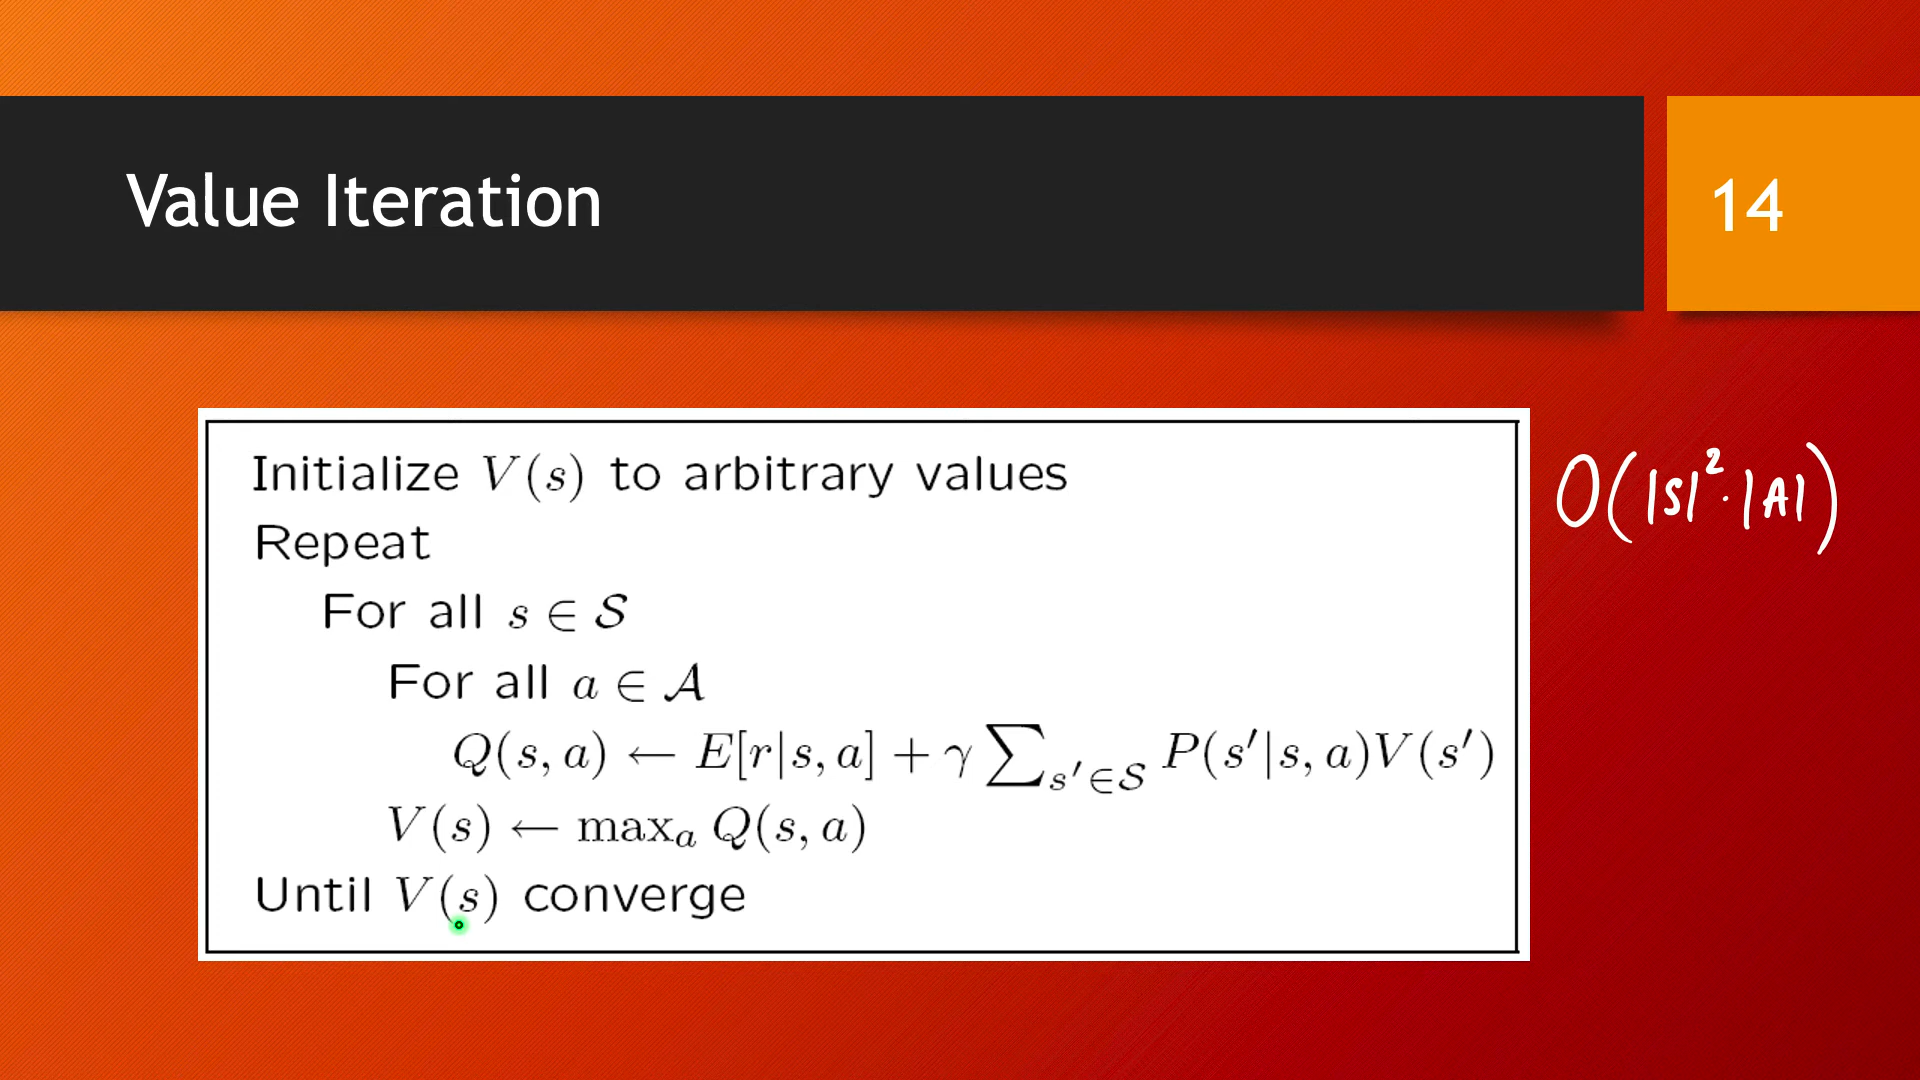 Value Iteration
14
Initialize V(s) to arbitrary values
Repeat
For all s ∈ 𝒮
For all a ∈ 𝒜
Q(s, a) ← E[r|s, a] + γ ∑_{s′∈𝒮} P(s′|s, a)V(s′)
V(s) ← max_a Q(s, a)
Until V(s) converge
O(|S|²·|A|)